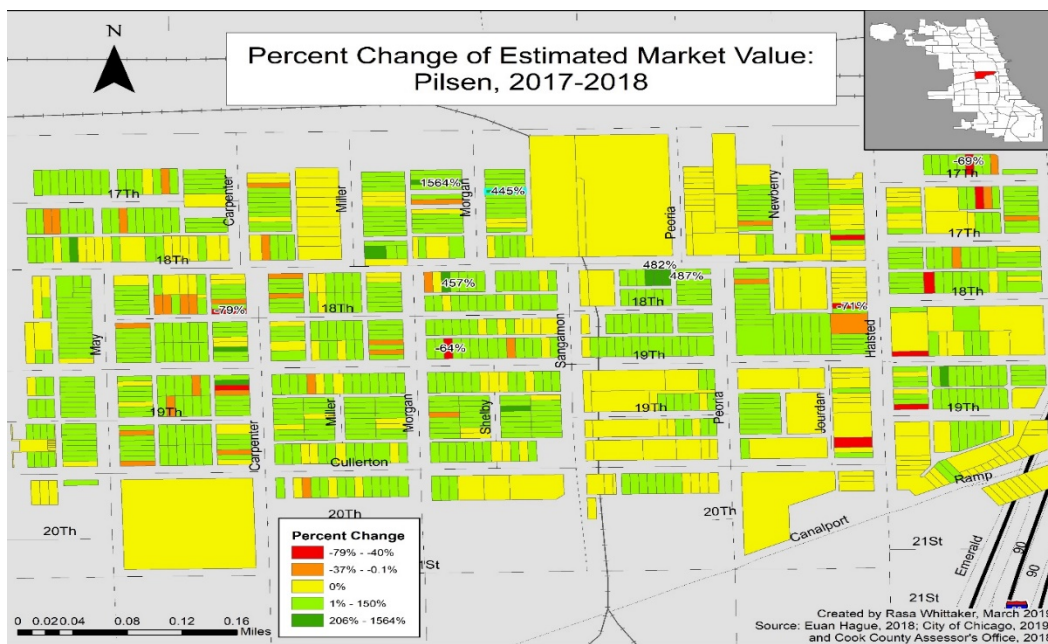 N
Percent Change of Estimated Market Value:
Pilsen, 2017-2018
-69%
17Th
17Th
1564%
445%
Carpenter
Miller
Morgan
Peoria
Newberry
17Th
18Th
482%
487%
457%
18Th
18Th
18Th
-79%
-71%
May
-64%
Sangamon
19Th
Halsted
19Th
Miller
Morgan
Shelby
19Th
Peoria
Jourdan
19Th
Carpenter
Cullerton
Ramp
20Th
20Th
20Th
Canalport
21St
Emerald
90
90
21St
1St
Percent Change
-79% - -40%
-37% - -0.1%
0%
1% - 150%
206% - 1564%
0 0.02 0.04 0.08 0.12 0.16
Miles
Created by Rasa Whittaker, March 2019
Source: Euan Hague, 2018; City of Chicago, 2019
and Cook County Assessor's Office, 201